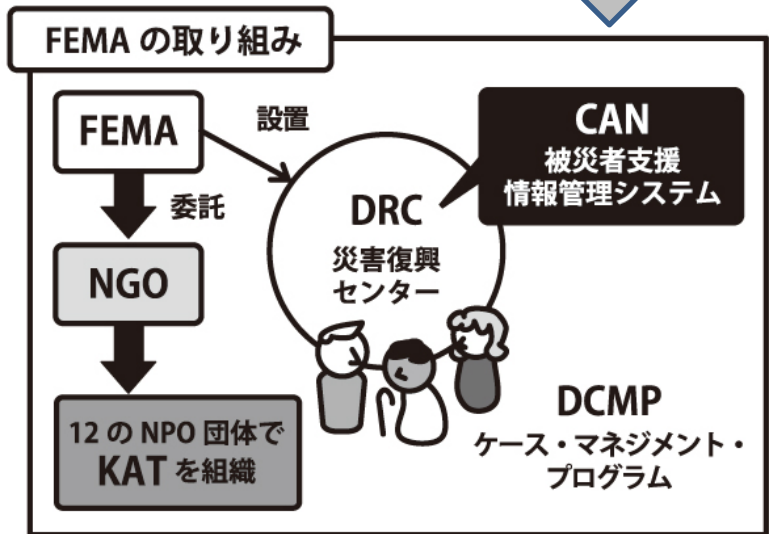 FEMA の取り組み
FEMA
設置
委託
NGO
12 の NPO 団体で
KAT を組織
DRC
災害復興
センター
CAN
被災者支援
情報管理システム
DCMP
ケース・マネジメント・
プログラム